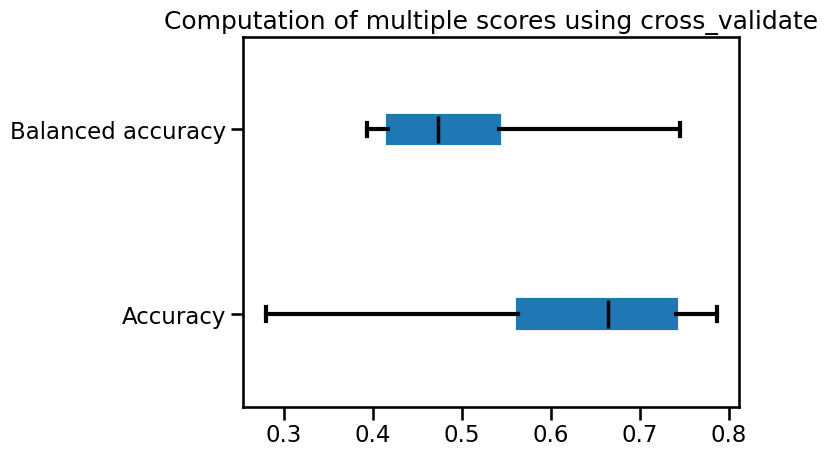 Computation of multiple scores using cross_validate
Balanced accuracy
Accuracy
0.3 0.4 0.5 0.6 0.7 0.8